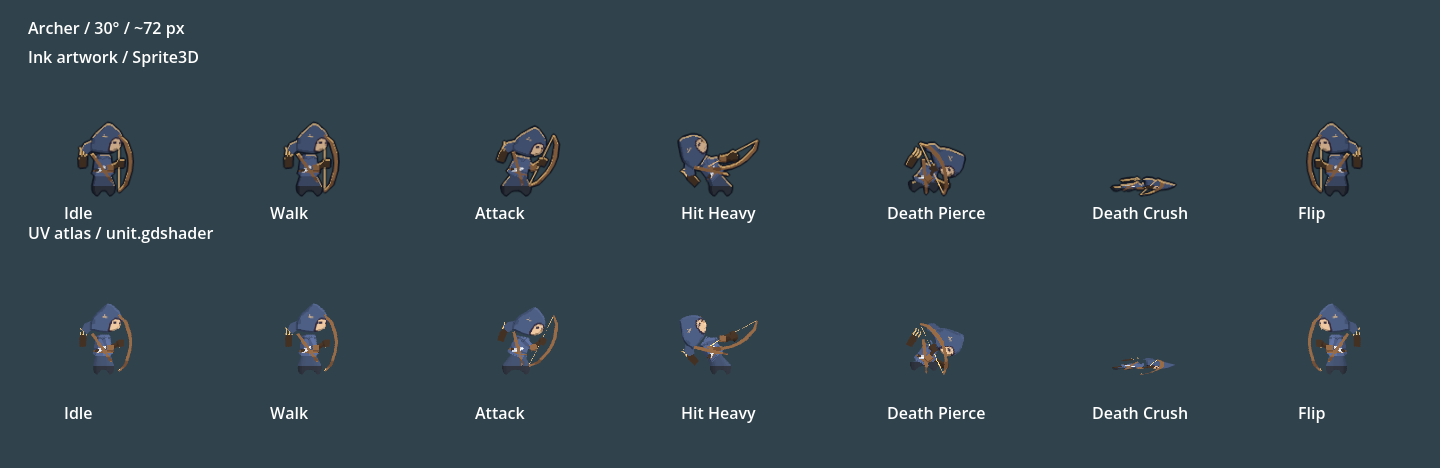 Archer / 30° / ~72 px
Ink artwork / Sprite3D
Idle Walk Attack Hit Heavy Death Pierce Death Crush Flip
UV atlas / unit.gdshader
Idle Walk Attack Hit Heavy Death Pierce Death Crush Flip